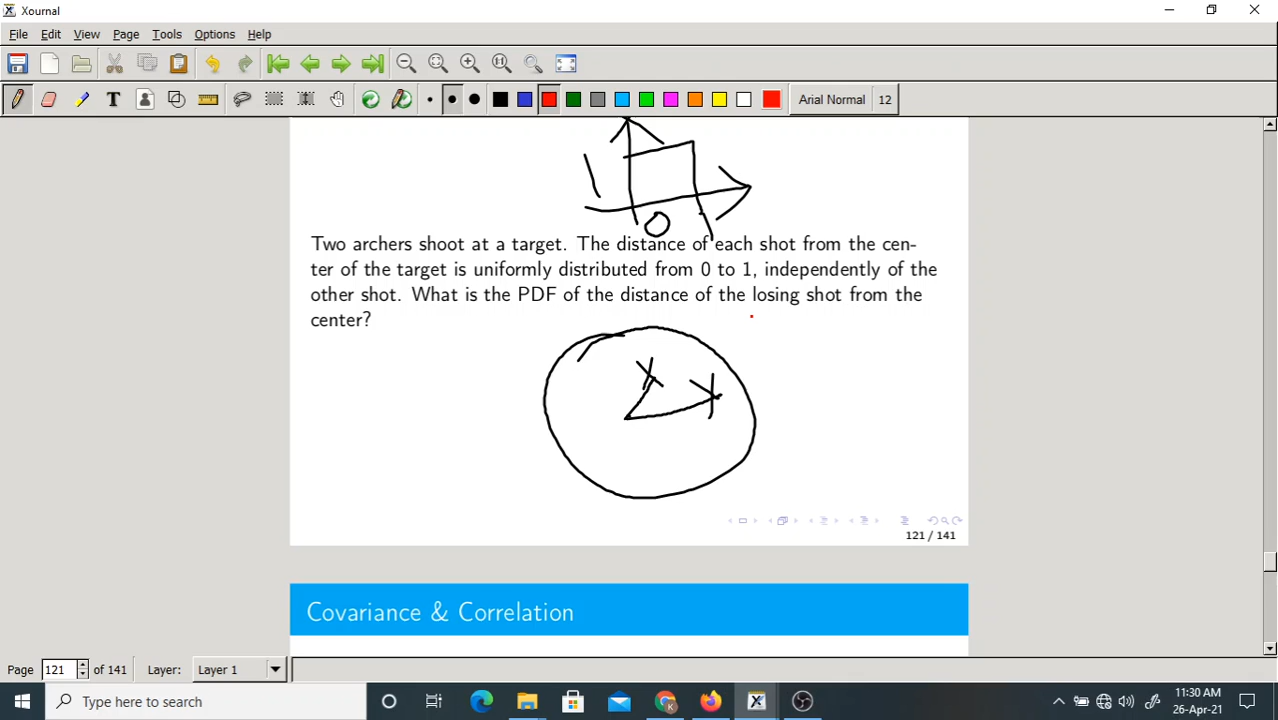 Xournal
File Edit View Page Tools Options Help
Arial Normal 12
1
0
Two archers shoot at a target. The distance of each shot from the cen-
ter of the target is uniformly distributed from 0 to 1, independently of the
other shot. What is the PDF of the distance of the losing shot from the
center?
X
Y
121 / 141
Covariance & Correlation
Page 121 of 141 Layer: Layer 1
Type here to search
11:30 AM
26-Apr-21